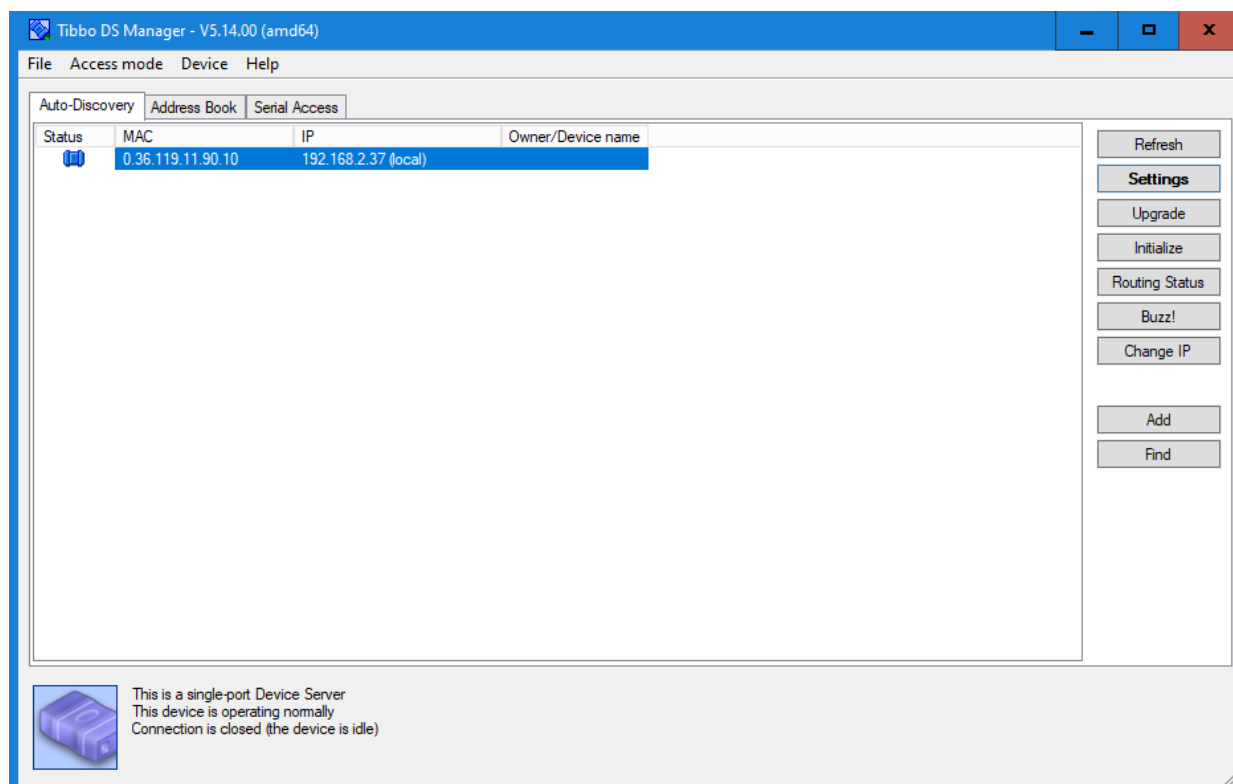 Tibbo DS Manager - V5.14.00 (amd64)
File Access mode Device Help
Auto-Discovery Address Book Serial Access
Status MAC IP Owner/Device name
0.36.119.11.90.10 192.168.2.37 (local)
Refresh
Settings
Upgrade
Initialize
Routing Status
Buzz!
Change IP
Add
Find
This is a single-port Device Server
This device is operating normally
Connection is closed (the device is idle)